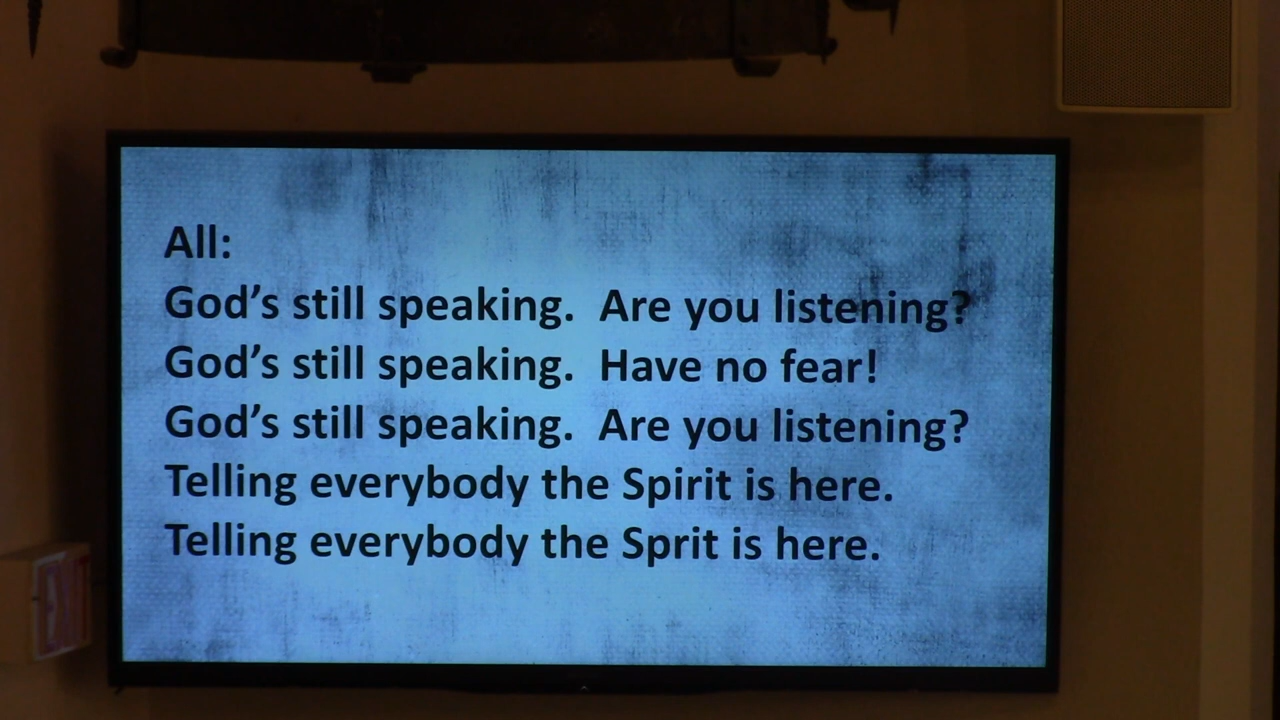 All:
God's still speaking.  Are you listening?
God's still speaking.  Have no fear!
God's still speaking.  Are you listening?
Telling everybody the Spirit is here.
Telling everybody the Sprit is here.